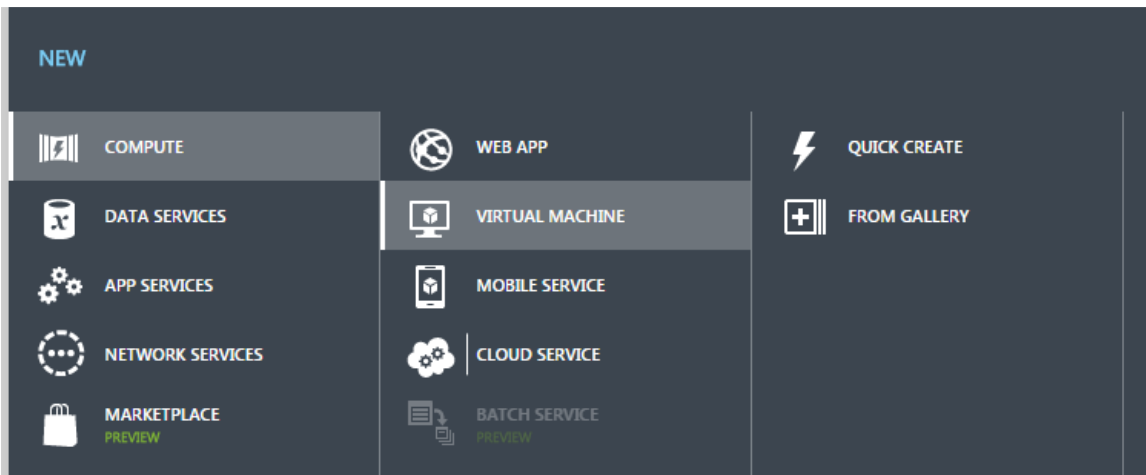 NEW
COMPUTE
DATA SERVICES
APP SERVICES
NETWORK SERVICES
MARKETPLACE
PREVIEW
WEB APP
VIRTUAL MACHINE
MOBILE SERVICE
CLOUD SERVICE
BATCH SERVICE
PREVIEW
QUICK CREATE
FROM GALLERY